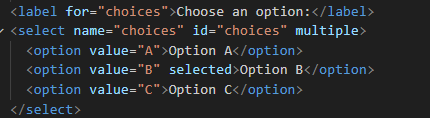 <label for="choices">Choose an option:</label>
<select name="choices" id="choices" multiple>
  <option value="A">Option A</option>
  <option value="B" selected>Option B</option>
  <option value="C">Option C</option>
</select>